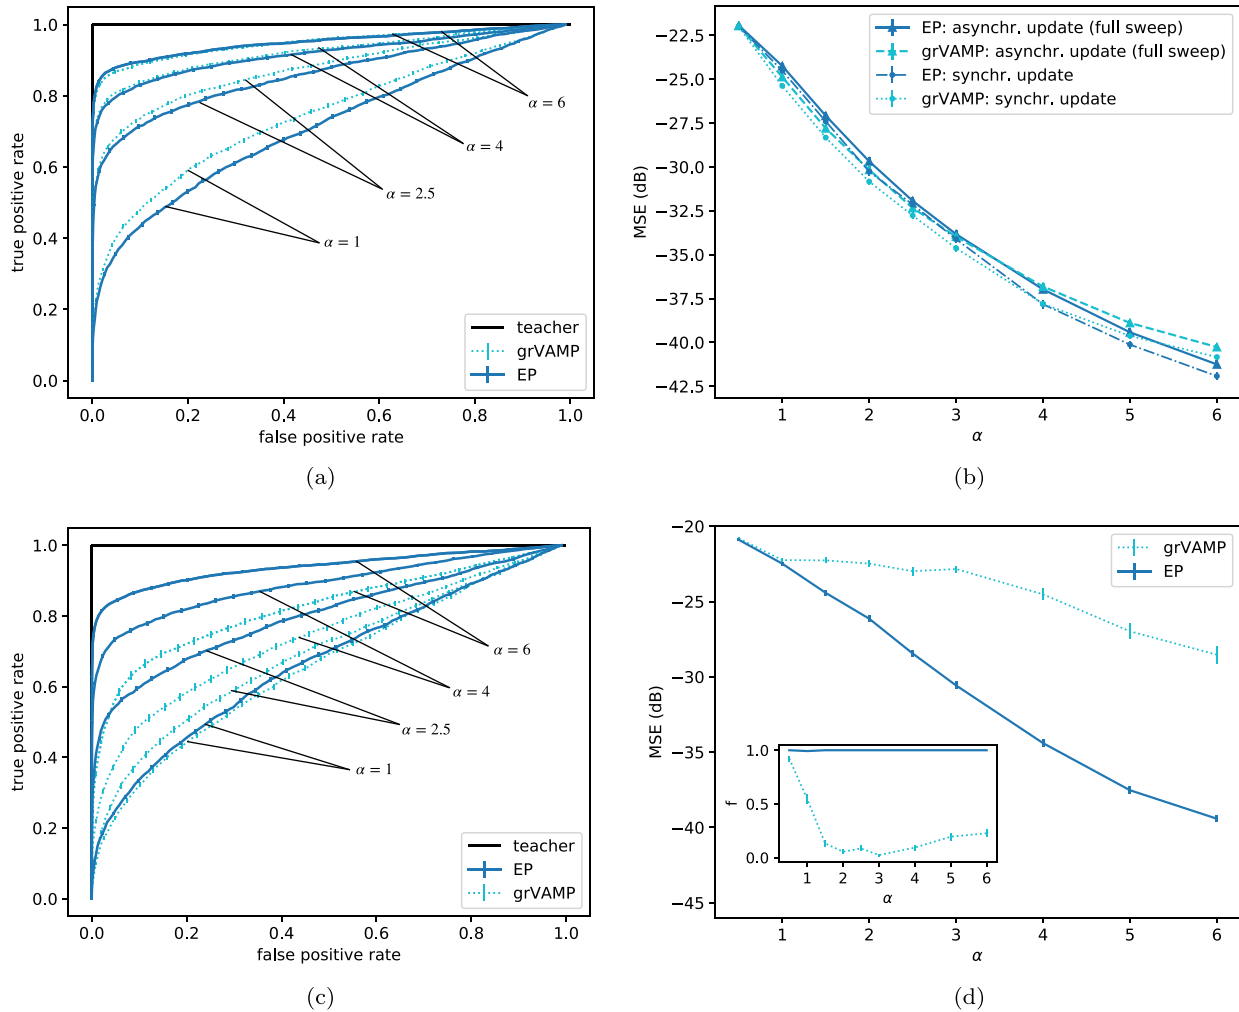 1.0
0.8
0.6
0.4
0.2
0.0
true positive rate
0.0 0.2 0.4 0.6 0.8 1.0
false positive rate
α = 6
α = 4
α = 2.5
α = 1
teacher
grVAMP
EP
(a)
−22.5
−25.0
−27.5
−30.0
−32.5
−35.0
−37.5
−40.0
−42.5
MSE (dB)
1 2 3 4 5 6
α
EP: asynchr. update (full sweep)
grVAMP: asynchr. update (full sweep)
EP: synchr. update
grVAMP: synchr. update
(b)
1.0
0.8
0.6
0.4
0.2
0.0
true positive rate
0.0 0.2 0.4 0.6 0.8 1.0
false positive rate
α = 6
α = 4
α = 2.5
α = 1
teacher
EP
grVAMP
(c)
−20
−25
−30
−35
−40
−45
MSE (dB)
1 2 3 4 5 6
α
grVAMP
EP
1.0
0.5
0.0
f
1 2 3 4 5 6
α
(d)